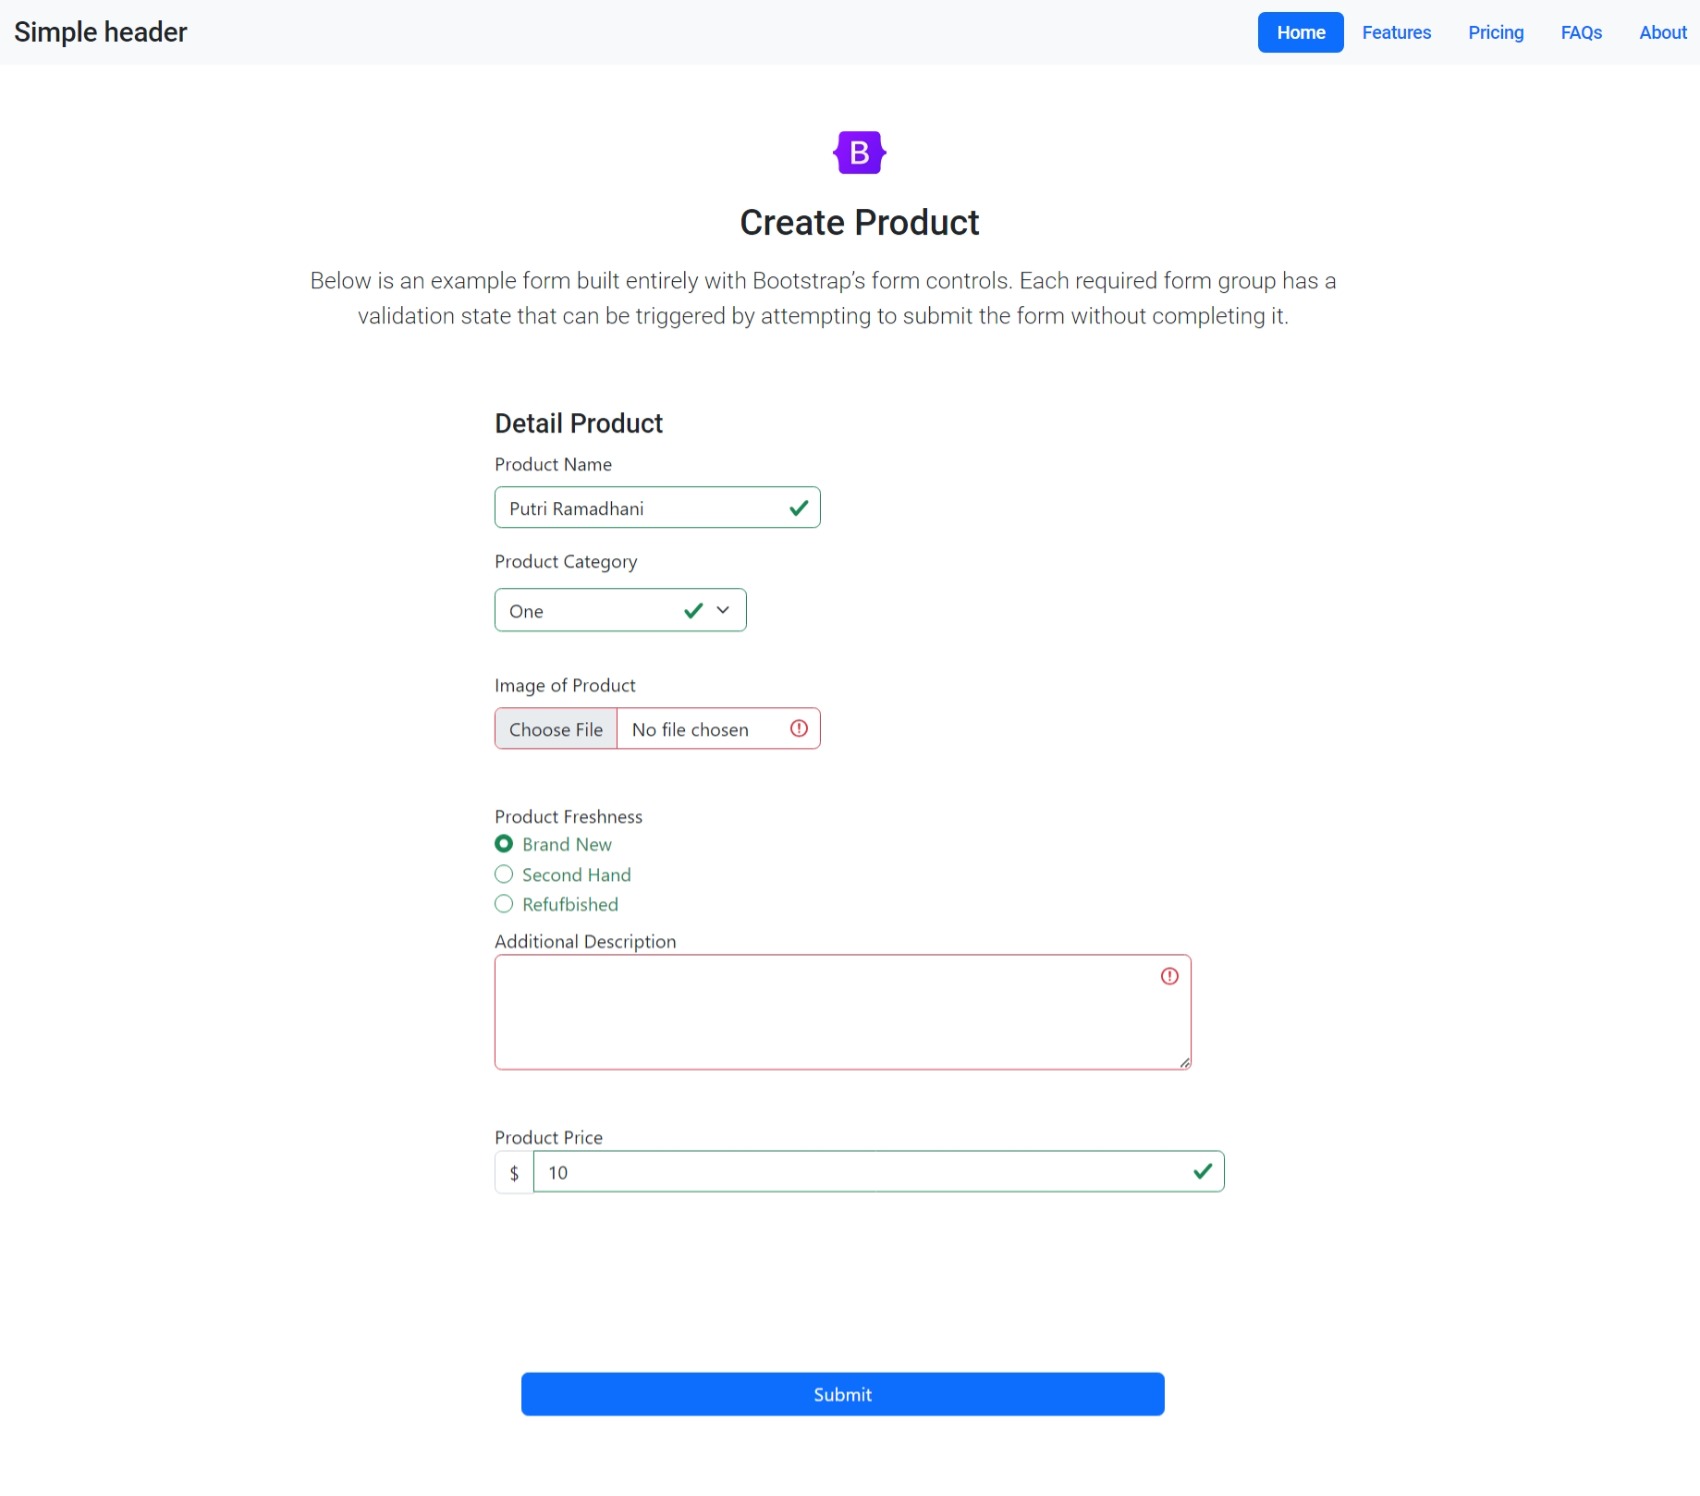 Simple header
Home Features Pricing FAQs About
B
Create Product
Below is an example form built entirely with Bootstrap’s form controls. Each required form group has a
validation state that can be triggered by attempting to submit the form without completing it.
Detail Product
Product Name
Putri Ramadhani
Product Category
One
Image of Product
Choose File No file chosen
Product Freshness
Brand New
Second Hand
Refufbished
Additional Description
Product Price
$ 10
Submit